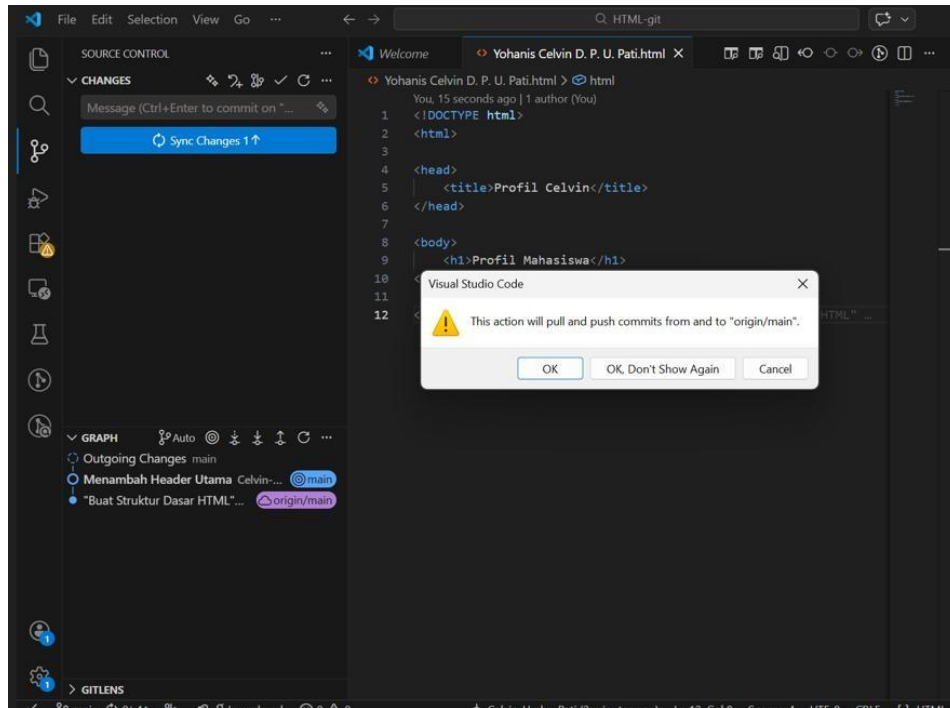 File Edit Selection View Go ··· HTML-git
SOURCE CONTROL
CHANGES
Message (Ctrl+Enter to commit on "...
Sync Changes 1↑
Welcome
Yohanis Celvin D. P. U. Pati.html
Yohanis Celvin D. P. U. Pati.html > html
You, 15 seconds ago | 1 author (You)
1 <!DOCTYPE html>
2 <html>
3
4 <head>
5 <title>Profil Celvin</title>
6 </head>
7
8 <body>
9 <h1>Profil Mahasiswa</h1>
10 <
11
12 < HTML" ...
Visual Studio Code
This action will pull and push commits from and to "origin/main".
OK
OK, Don't Show Again
Cancel
GRAPH Auto
Outgoing Changes main
Menambah Header Utama Celvin-... main
"Buat Struktur Dasar HTML"... origin/main
1
1
GITLENS